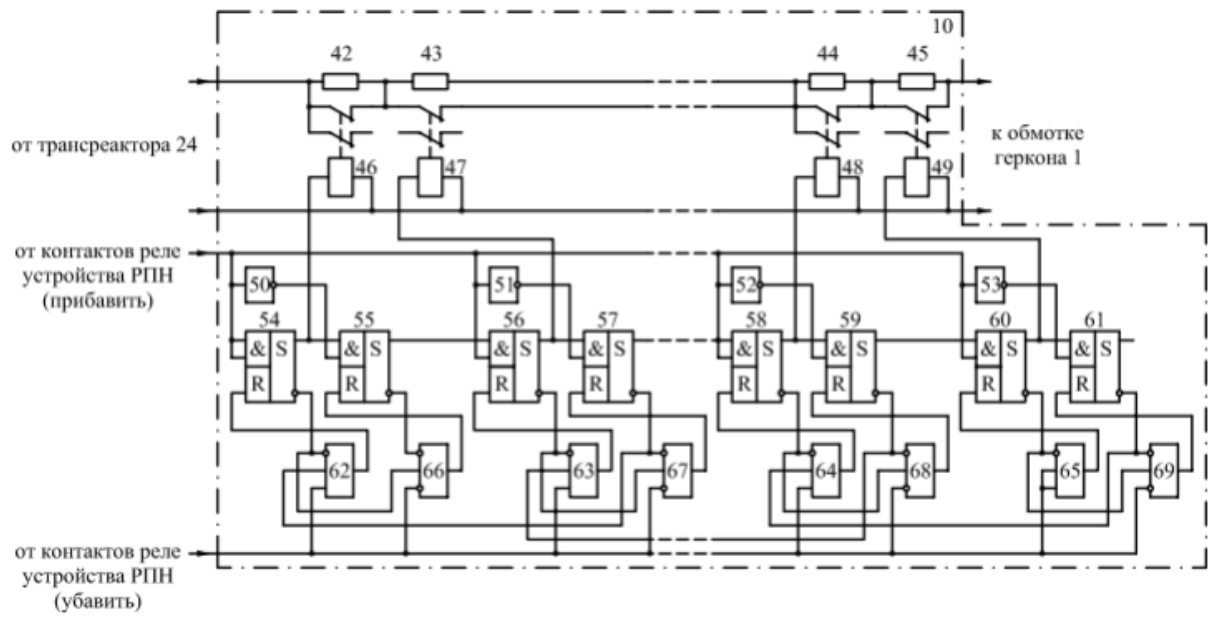 10
42 43 44 45
от трансреактора 24
к обмотке
геркона 1
46 47 48 49
от контактов реле
устройства РПН
(прибавить)
50 51 52 53
54 55 56 57 58 59 60 61
& S & S & S & S & S & S & S & S
R R R R R R R R
62 66 63 67 64 68 65 69
от контактов реле
устройства РПН
(убавить)